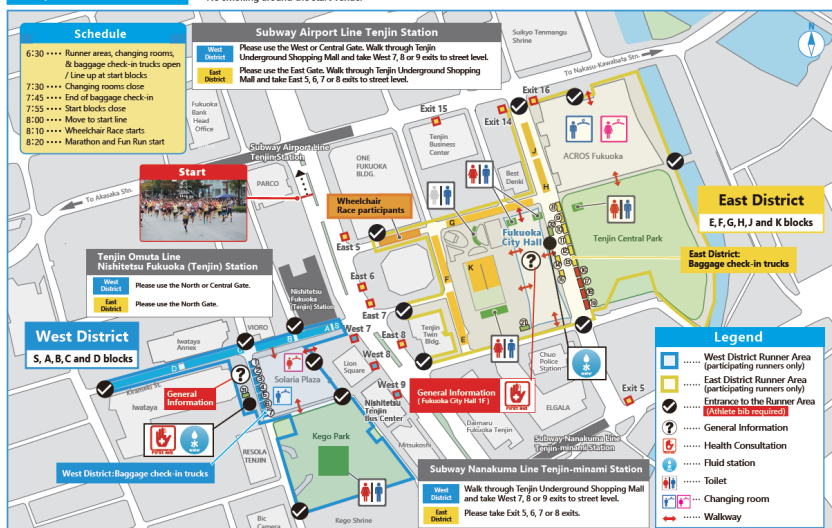 No smoking around the start venue.
Schedule
6:30 ···· Runner areas, changing rooms,
& baggage check-in trucks open
/ Line up at start blocks
7:30 ···· Changing rooms close
7:45 ···· End of baggage check-in
7:55 ···· Start blocks close
8:00 ···· Move to start line
8:10 ···· Wheelchair Race starts
8:20 ···· Marathon and Fun Run start
Subway Airport Line Tenjin Station
West District
Please use the West or Central Gate. Walk through Tenjin
Underground Shopping Mall and take West 7, 8 or 9 exits to street level.
East District
Please use the East Gate. Walk through Tenjin Underground Shopping
Mall and take East 5, 6, 7 or 8 exits to street level.
Suikyo Tenmangu
Shrine
N
To Nakasu-Kawabata Stn.
Exit 16
Exit 15
Exit 14
Fukuoka
Bank
Head
Office
Tenjin
Business
Center
ACROS Fukuoka
Subway Airport Line
Tenjin Station
ONE
FUKUOKA
BLDG.
Best
Denki
J
H
Start
PARCO
To Akasaka Stn.
Wheelchair
Race participants
G
F
K
E
Fukuoka
City Hall
Tenjin Central Park
East District
E, F, G, H, J and K blocks
East District:
Baggage check-in trucks
East 5
East 6
East 7
East 8
Tenjin Omuta Line
Nishitetsu Fukuoka (Tenjin) Station
West District
Please use the North or Central Gate.
East District
Please use the North Gate.
Nishitetsu
Fukuoka
(Tenjin) Station
West District
S, A, B, C and D blocks
VIORO
Iwataya
Annex
D
C
B
A
S
West 7
West 8
West 9
Tenjin
Twin Bldg.
Lion
Square
Solaria Plaza
Kirameki St.
Iwataya
General
Information
Nishitetsu
Tenjin
Bus Center
General Information
( Fukuoka City Hall 1F )
First aid
Chuo
Police
Station
water
ELGALA
Exit 5
Daimaru
Fukuoka Tenjin
Mitsukoshi
Kego Park
Kego Shrine
First aid
water
RESOLA
TENJIN
West District:Baggage check-in trucks
Bic
Camera
Subway Nanakuma Line
Tenjin-minami Station
Subway Nanakuma Line Tenjin-minami Station
West District
Walk through Tenjin Underground Shopping Mall
and take West 7, 8 or 9 exits to street level.
East District
Please take Exit 5, 6, 7 or 8 exits.
Legend
West District Runner Area
(participating runners only)
East District Runner Area
(participating runners only)
Entrance to the Runner Area
(Athlete bib required)
General Information
Health Consultation
Fluid station
Toilet
Changing room
Walkway